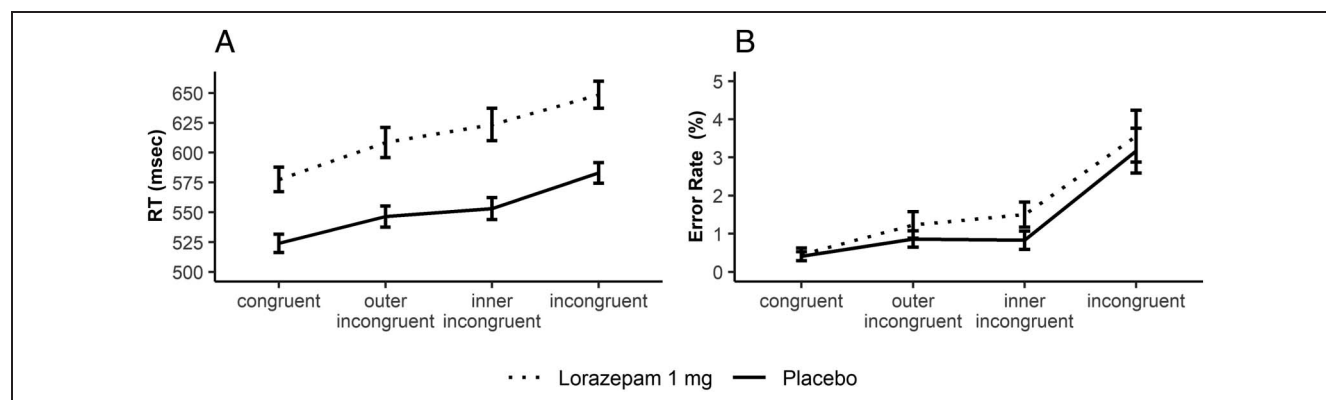 A
RT (msec)
650
625
600
575
550
525
500
congruent
outer
incongruent
inner
incongruent
incongruent
B
Error Rate (%)
5
4
3
2
1
0
congruent
outer
incongruent
inner
incongruent
incongruent
Lorazepam 1 mg
Placebo